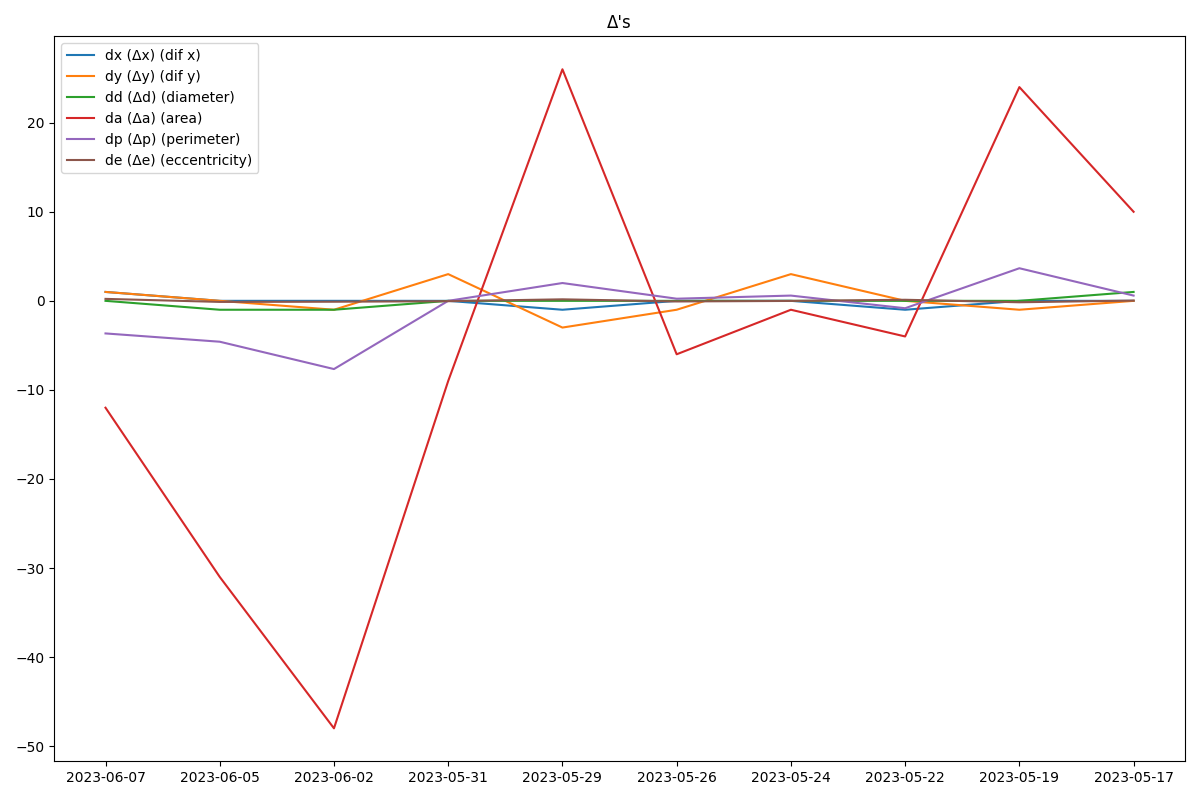 Δ's
dx (Δx) (dif x)
dy (Δy) (dif y)
dd (Δd) (diameter)
da (Δa) (area)
dp (Δp) (perimeter)
de (Δe) (eccentricity)
20
10
0
−10
−20
−30
−40
−50
2023-06-07 2023-06-05 2023-06-02 2023-05-31 2023-05-29 2023-05-26 2023-05-24 2023-05-22 2023-05-19 2023-05-17